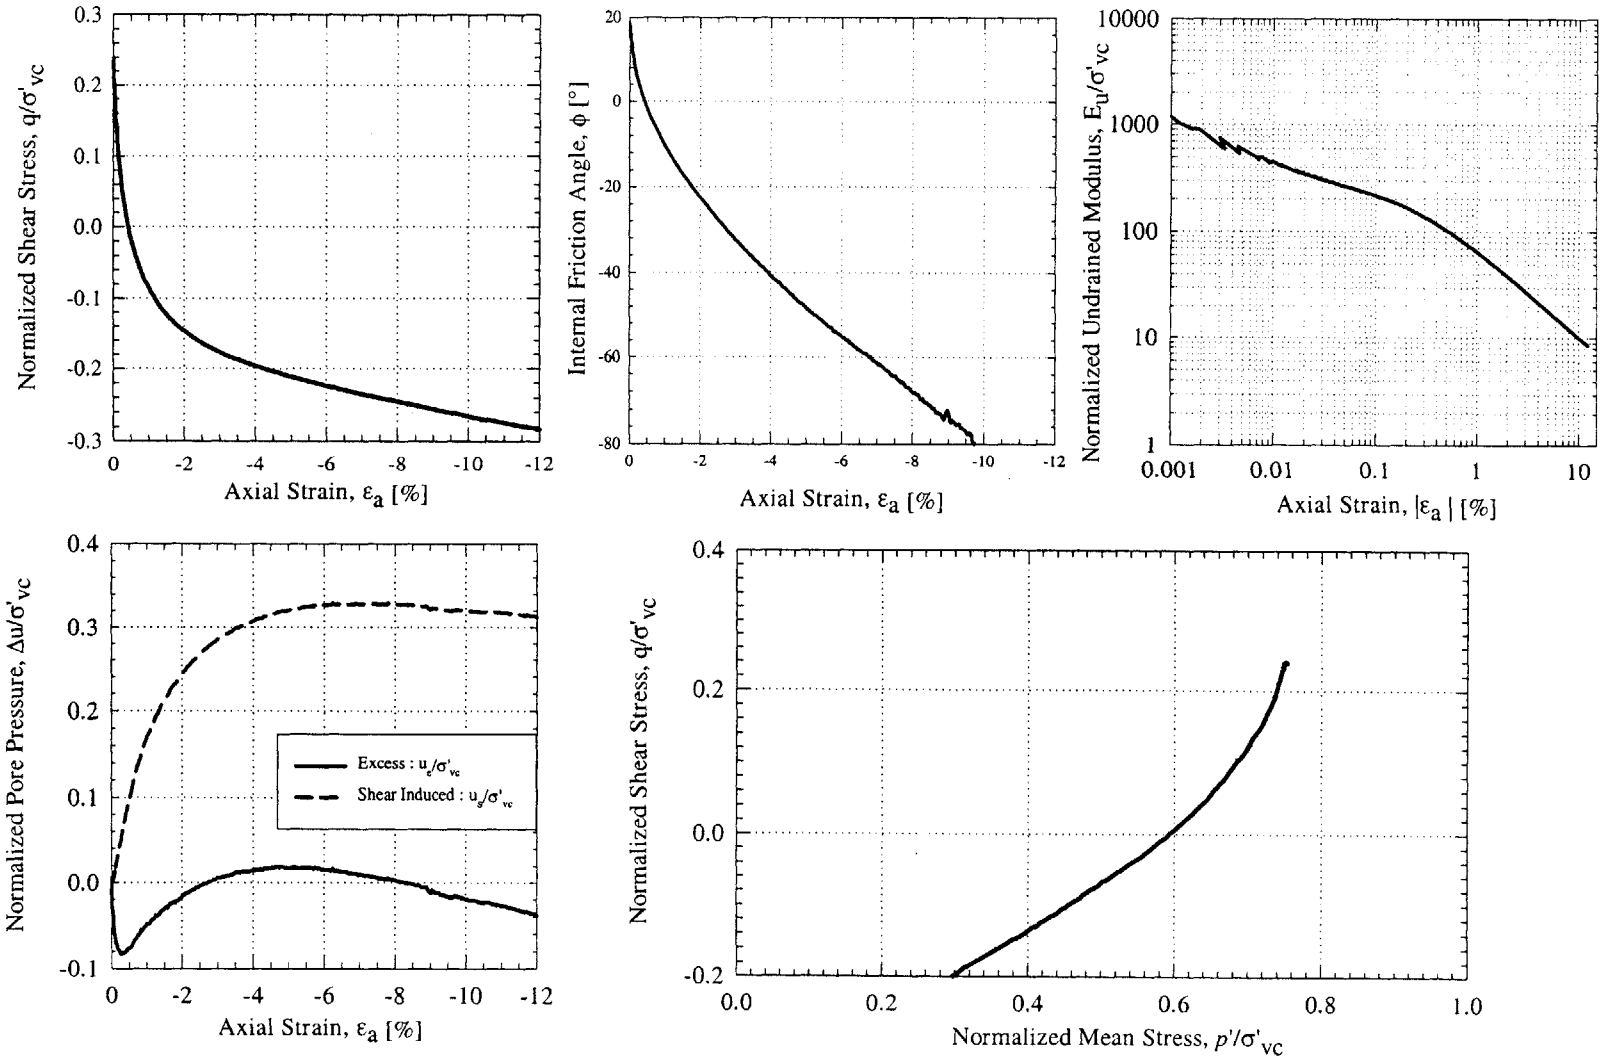 Normalized Shear Stress, q/σ'vc
0.3
0.2
0.1
0.0
-0.1
-0.2
-0.3
0 -2 -4 -6 -8 -10 -12
Axial Strain, εa [%]
Internal Friction Angle, ϕ [°]
20
0
-20
-40
-60
-80
0 -2 -4 -6 -8 -10 -12
Axial Strain, εa [%]
Normalized Undrained Modulus, Eu/σ'vc
10000
1000
100
10
1
0.001 0.01 0.1 1 10
Axial Strain, |εa| [%]
Normalized Pore Pressure, Δu/σ'vc
0.4
0.3
0.2
0.1
0.0
-0.1
Excess : ue/σ'vc
Shear Induced : us/σ'vc
0 -2 -4 -6 -8 -10 -12
Axial Strain, εa [%]
Normalized Shear Stress, q/σ'vc
0.4
0.2
0.0
-0.2
0.0 0.2 0.4 0.6 0.8 1.0
Normalized Mean Stress, p'/σ'vc